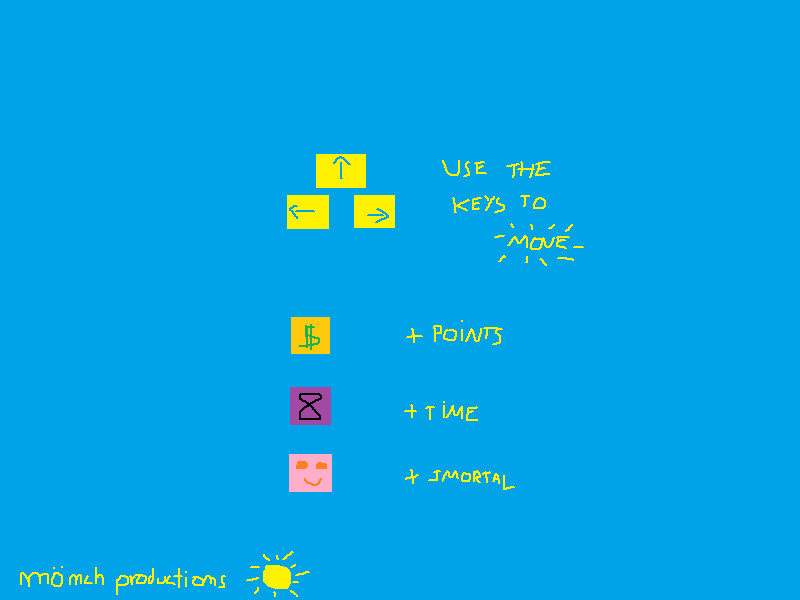 USE THE
KEYS TO
MOVE
$
+ POINTS
+ TIME
+ IMORTAL
mömch productions